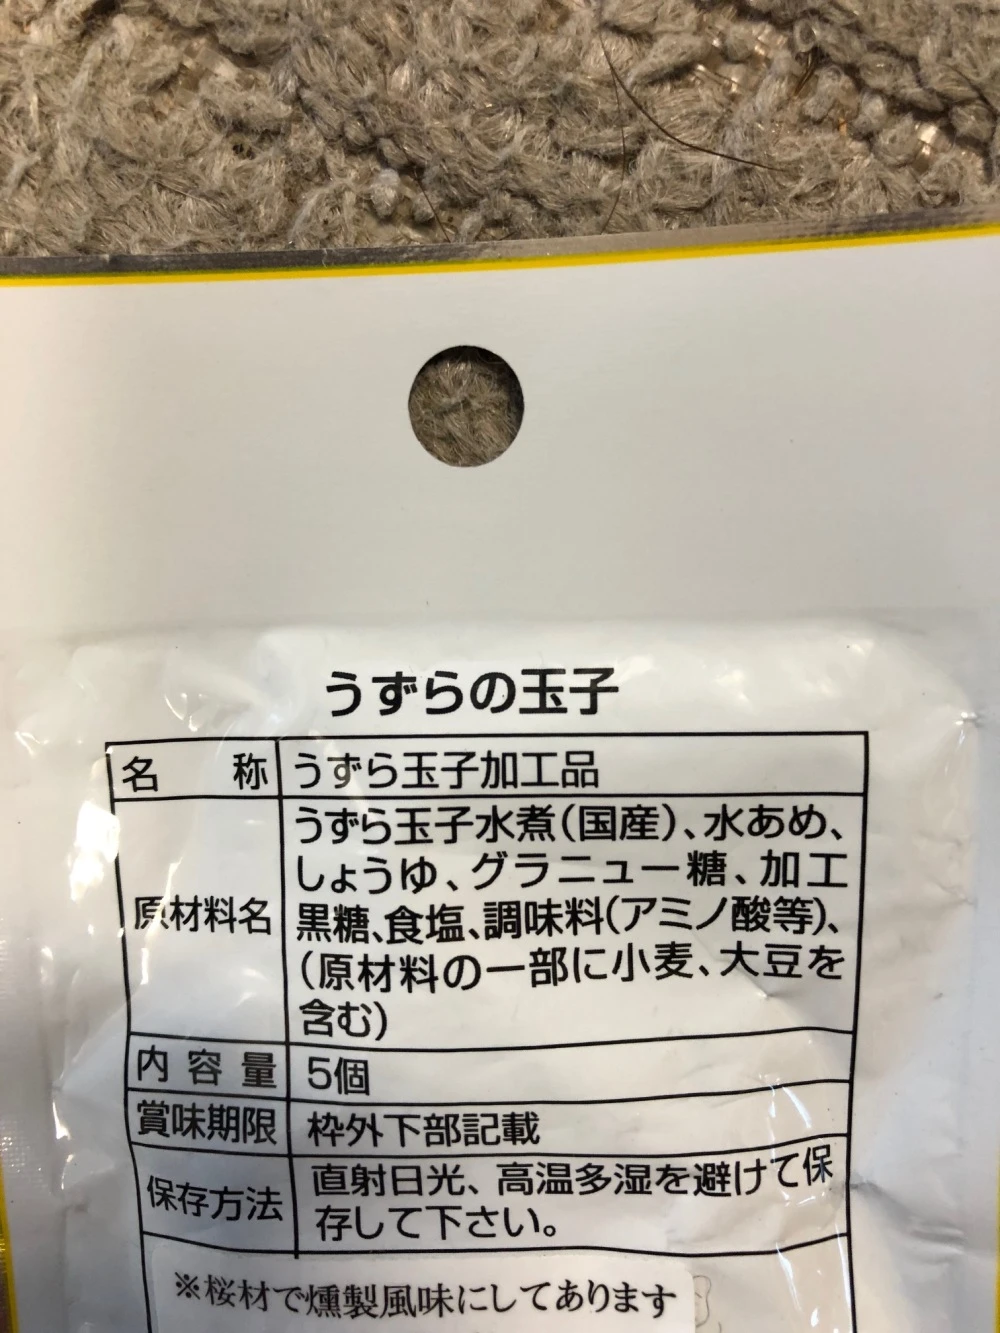 うずらの玉子
名 称 うずら玉子加工品
原材料名 うずら玉子水煮(国産)、水あめ、
しょうゆ、グラニュー糖、加工
黒糖、食塩、調味料(アミノ酸等)、
(原材料の一部に小麦、大豆を
含む)
内容量 5個
賞味期限 枠外下部記載
保存方法 直射日光、高温多湿を避けて保
存して下さい。
※桜材で燻製風味にしてあります